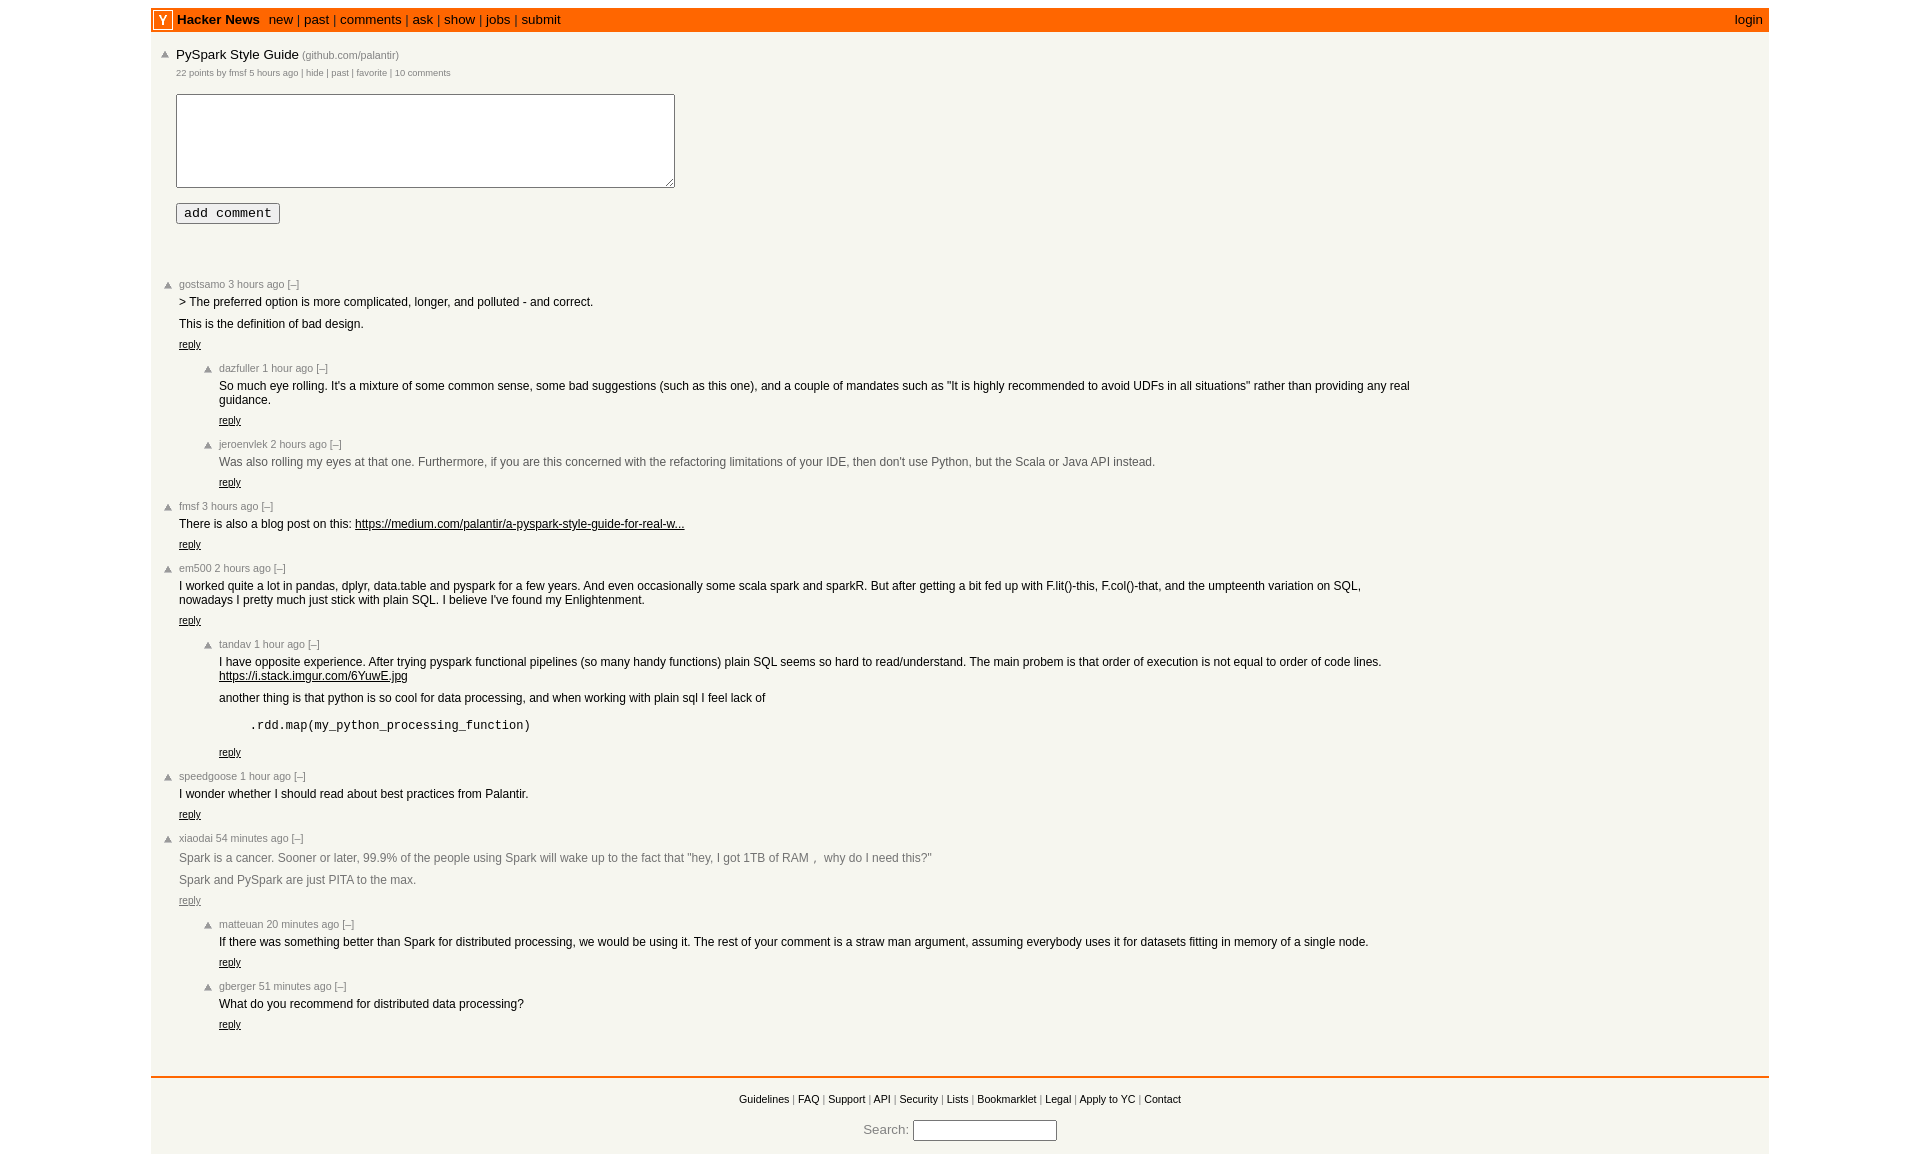 Y Hacker News new | past | comments | ask | show | jobs | submit login
PySpark Style Guide (github.com/palantir)
22 points by fmsf 5 hours ago | hide | past | favorite | 10 comments
add comment
gostsamo 3 hours ago [–]
> The preferred option is more complicated, longer, and polluted - and correct.
This is the definition of bad design.
reply
dazfuller 1 hour ago [–]
So much eye rolling. It's a mixture of some common sense, some bad suggestions (such as this one), and a couple of mandates such as "It is highly recommended to avoid UDFs in all situations" rather than providing any real
guidance.
reply
jeroenvlek 2 hours ago [–]
Was also rolling my eyes at that one. Furthermore, if you are this concerned with the refactoring limitations of your IDE, then don't use Python, but the Scala or Java API instead.
reply
fmsf 3 hours ago [–]
There is also a blog post on this: https://medium.com/palantir/a-pyspark-style-guide-for-real-w...
reply
em500 2 hours ago [–]
I worked quite a lot in pandas, dplyr, data.table and pyspark for a few years. And even occasionally some scala spark and sparkR. But after getting a bit fed up with F.lit()-this, F.col()-that, and the umpteenth variation on SQL,
nowadays I pretty much just stick with plain SQL. I believe I've found my Enlightenment.
reply
tandav 1 hour ago [–]
I have opposite experience. After trying pyspark functional pipelines (so many handy functions) plain SQL seems so hard to read/understand. The main probem is that order of execution is not equal to order of code lines.
https://i.stack.imgur.com/6YuwE.jpg
another thing is that python is so cool for data processing, and when working with plain sql I feel lack of
.rdd.map(my_python_processing_function)
reply
speedgoose 1 hour ago [–]
I wonder whether I should read about best practices from Palantir.
reply
xiaodai 54 minutes ago [–]
Spark is a cancer. Sooner or later, 99.9% of the people using Spark will wake up to the fact that "hey, I got 1TB of RAM， why do I need this?"
Spark and PySpark are just PITA to the max.
reply
matteuan 20 minutes ago [–]
If there was something better than Spark for distributed processing, we would be using it. The rest of your comment is a straw man argument, assuming everybody uses it for datasets fitting in memory of a single node.
reply
gberger 51 minutes ago [–]
What do you recommend for distributed data processing?
reply
Guidelines | FAQ | Support | API | Security | Lists | Bookmarklet | Legal | Apply to YC | Contact
Search: